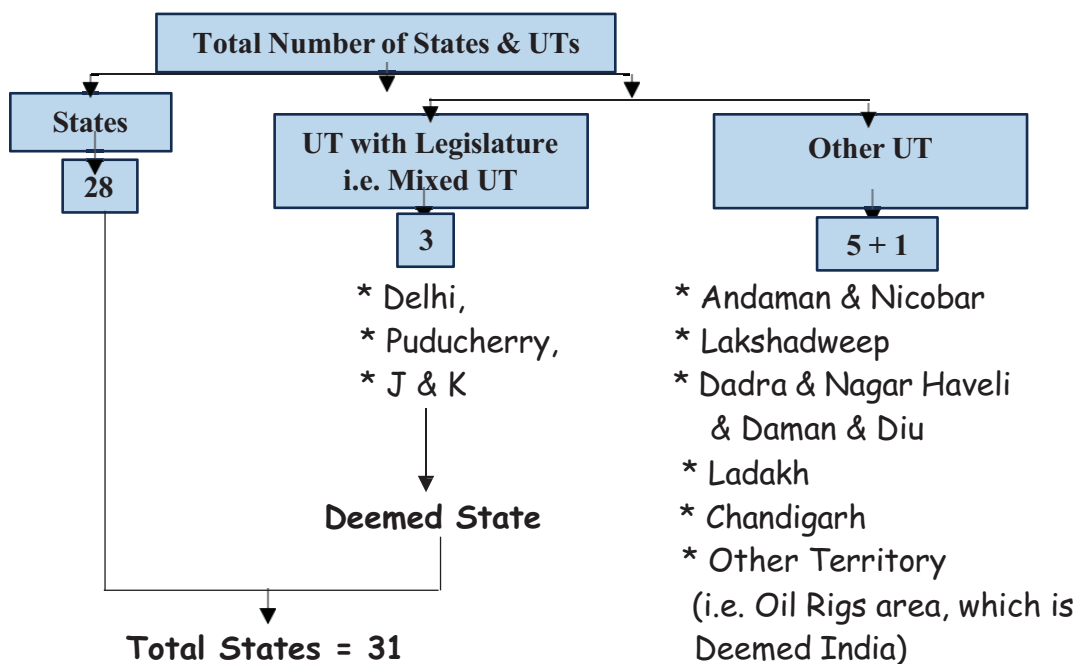 Total Number of States & UTs
States
28
UT with Legislature
i.e. Mixed UT
3
* Delhi,
* Puducherry,
* J & K
Deemed State
Total States = 31
Other UT
5 + 1
* Andaman & Nicobar
* Lakshadweep
* Dadra & Nagar Haveli
& Daman & Diu
* Ladakh
* Chandigarh
* Other Territory
(i.e. Oil Rigs area, which is
Deemed India)